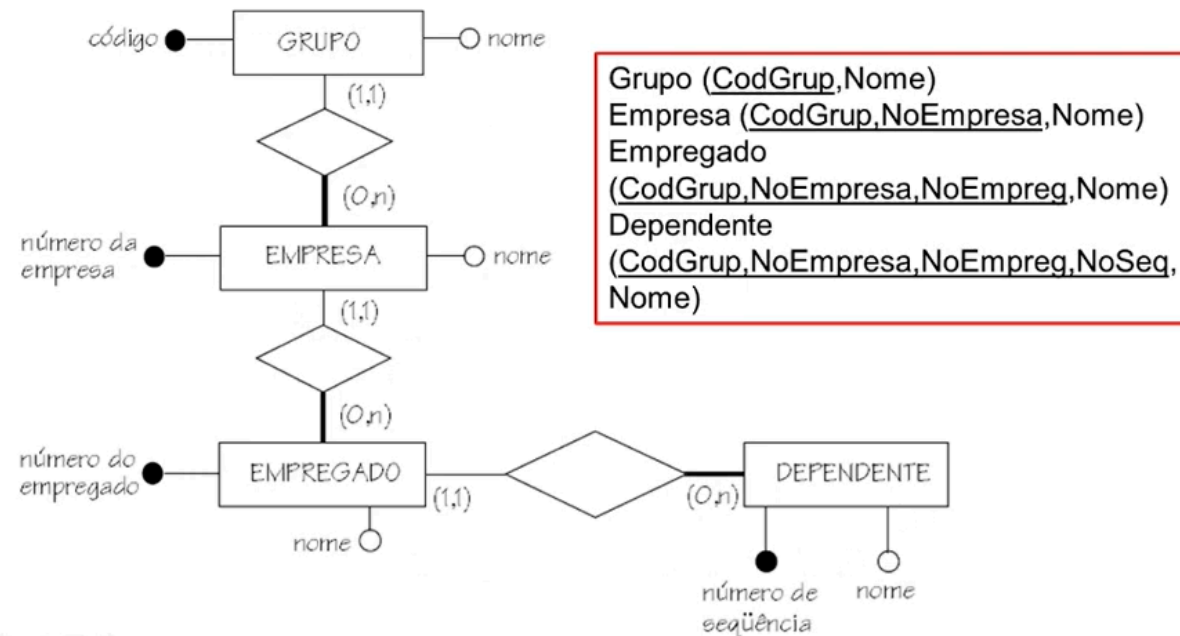 código
GRUPO
nome
(1,1)
(0,n)
número da
empresa
EMPRESA
nome
(1,1)
(0,n)
número do
empregado
EMPREGADO
(1,1)
nome
(0,n)
DEPENDENTE
número de
seqüência
nome
Grupo (CodGrup,Nome)
Empresa (CodGrup,NoEmpresa,Nome)
Empregado
(CodGrup,NoEmpresa,NoEmpreg,Nome)
Dependente
(CodGrup,NoEmpresa,NoEmpreg,NoSeq,
Nome)